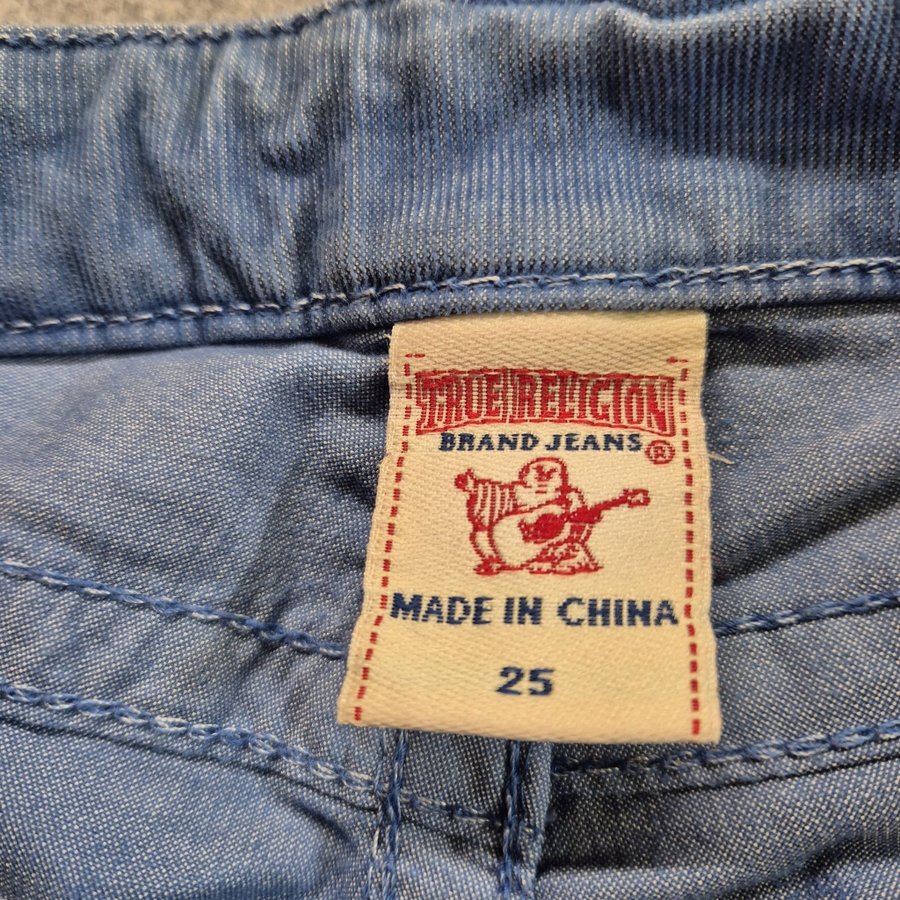 TRUE RELIGION
BRAND JEANS ®
MADE IN CHINA
25